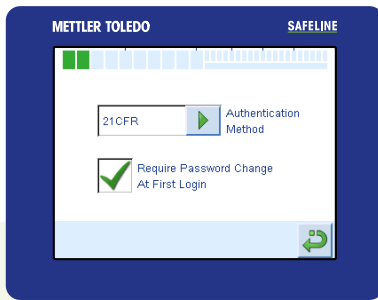 METTLER TOLEDO SAFELINE
21CFR
Authentication
Method
Require Password Change
At First Login